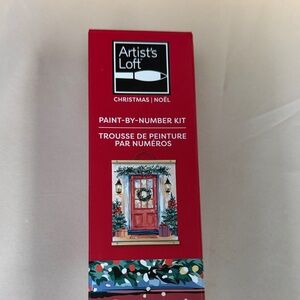 Artist's
Loft
CHRISTMAS | NOËL
PAINT-BY-NUMBER KIT
TROUSSE DE PEINTURE
PAR NUMÉROS